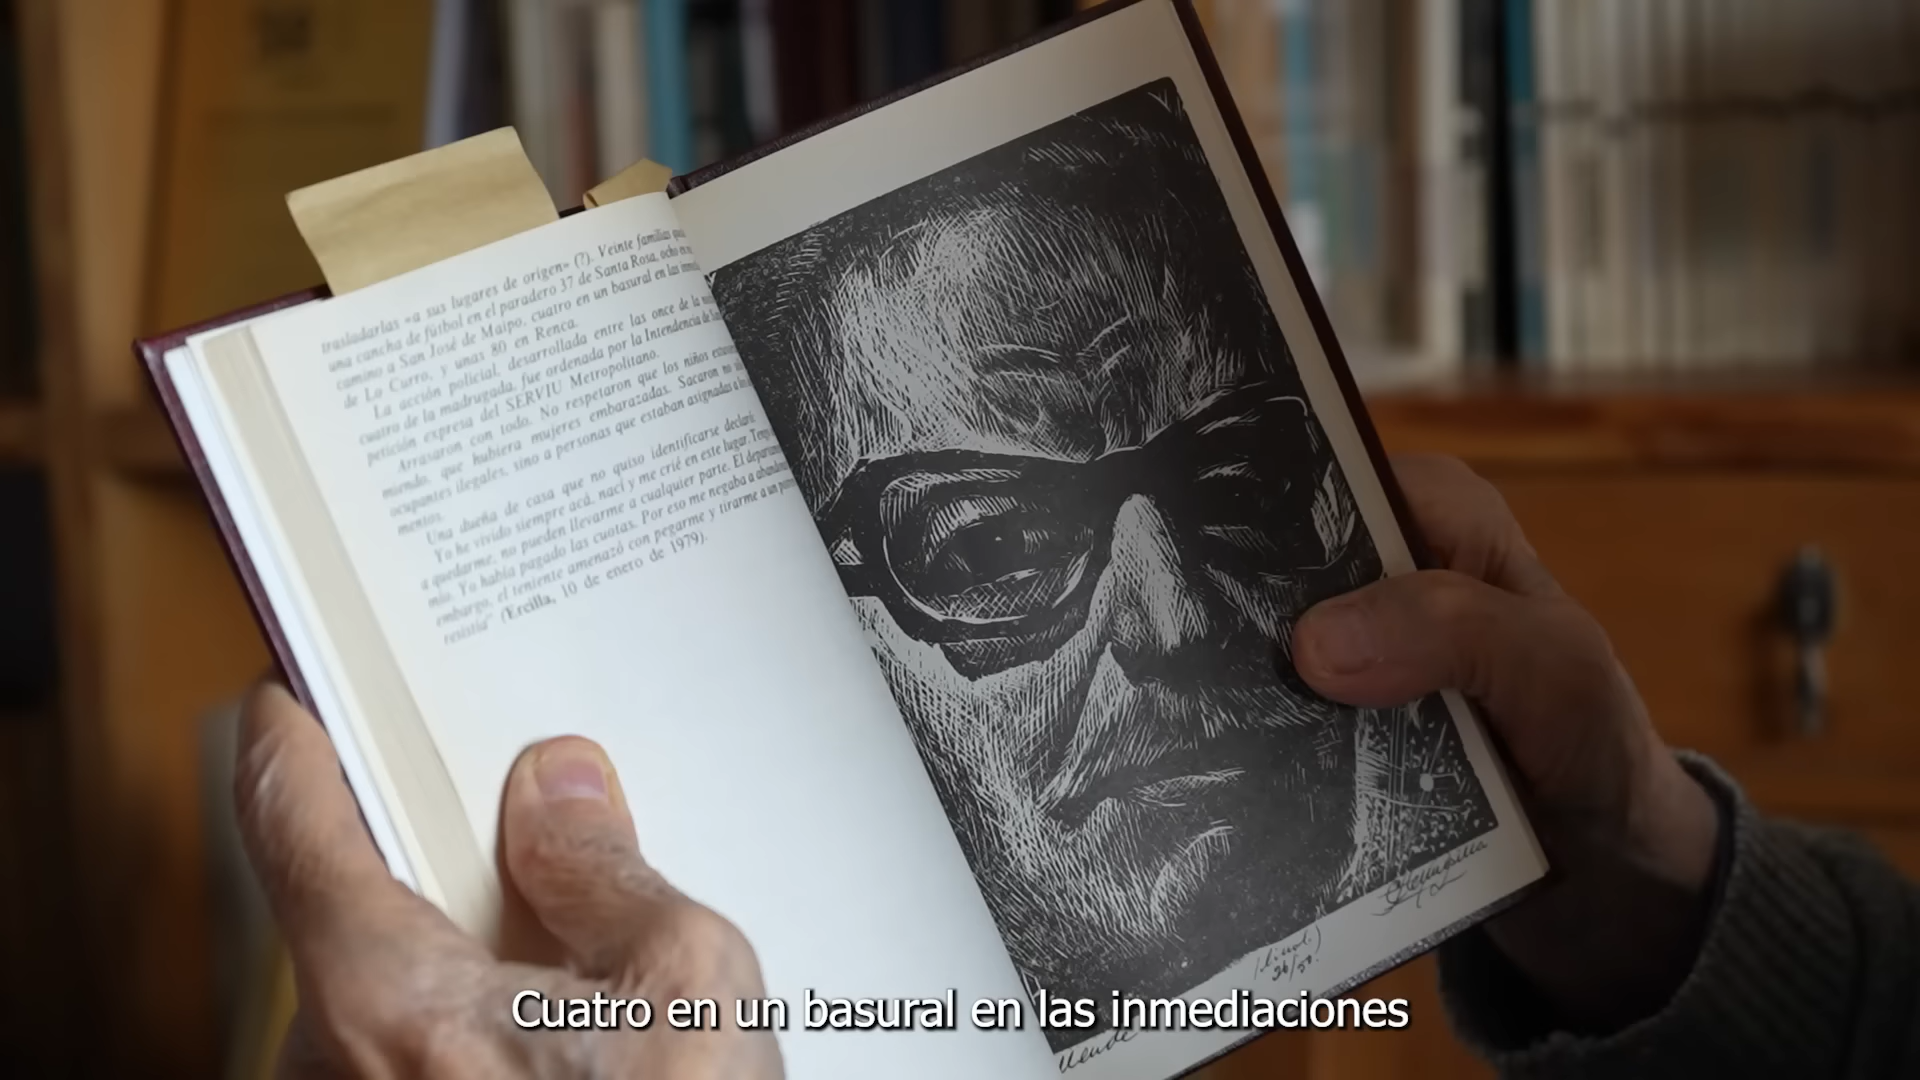 trasladarlas «a sus lugares de origen» (?). Veinte familias
una cancha de fútbol en el paradero 37 de Santa Rosa, ocho
camino a San José de Maipo, cuatro en un basural en las
de Lo Curro, y unas 80 en Renca.
La acción policial, desarrollada entre las once de la
cuatro de la madrugada, fue ordenada por la Intendencia de
petición expresa del SERVIU Metropolitano.
Arrasaron con todo. No respetaron que los niños
miendo, que hubiera mujeres embarazadas. Sacaron no
ocupantes ilegales, sino a personas que estaban asignadas
mentos.
Una dueña de casa que no quiso identificarse
Yo he vivido siempre acá, nací y me crié en este lugar.
a quedarme, no pueden llevarme a cualquier parte. El
mío. Yo había pagado las cuotas. Por eso me negaba a
embargo, el teniente amenazó con pegarme y tirarme a un
resistía" (Ercilla, 10 de enero de 1979).
(linol.)
26/50
Cuatro en un basural en las inmediaciones